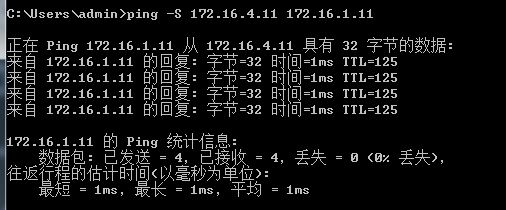 C:\Users\admin>ping -S 172.16.4.11 172.16.1.11
正在 Ping 172.16.1.11 从 172.16.4.11 具有 32 字节的数据:
来自 172.16.1.11 的回复: 字节=32 时间=1ms TTL=125
来自 172.16.1.11 的回复: 字节=32 时间=1ms TTL=125
来自 172.16.1.11 的回复: 字节=32 时间=1ms TTL=125
来自 172.16.1.11 的回复: 字节=32 时间=1ms TTL=125
172.16.1.11 的 Ping 统计信息:
数据包: 已发送 = 4, 已接收 = 4, 丢失 = 0 (0% 丢失),
往返行程的估计时间(以毫秒为单位):
最短 = 1ms, 最长 = 1ms, 平均 = 1ms